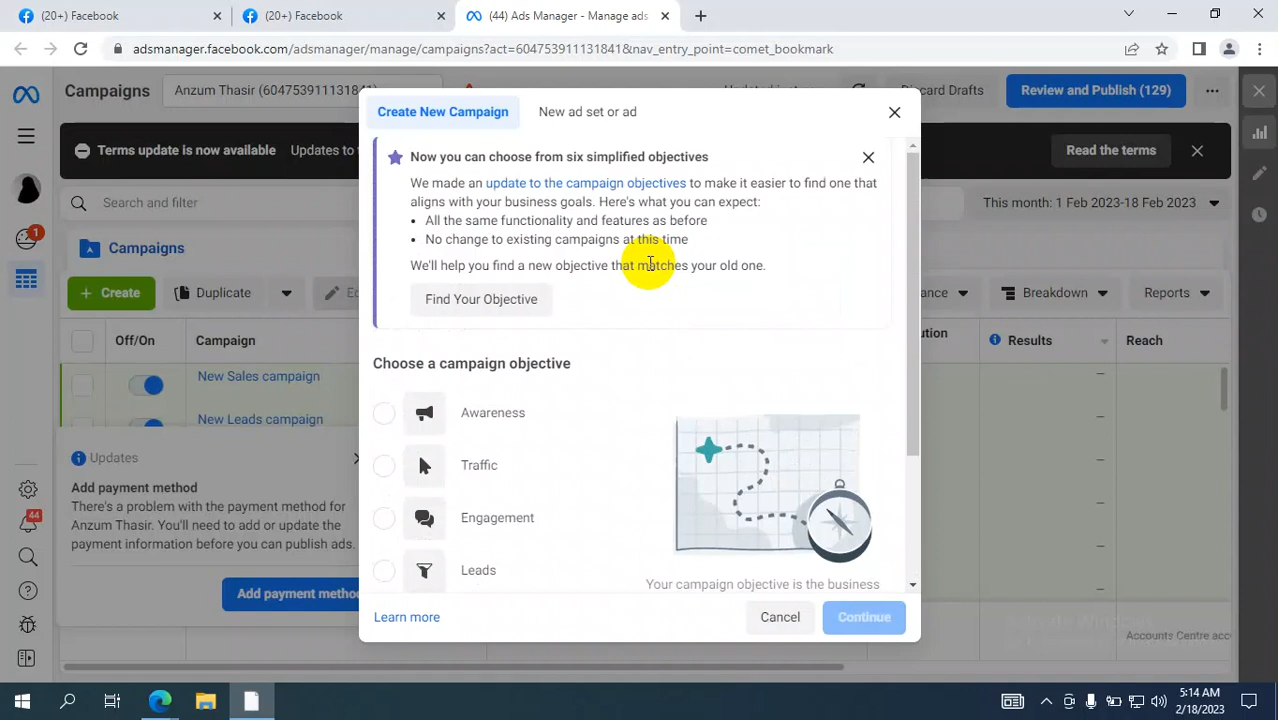 (20+) Facebook
(20+) Facebook
(44) Ads Manager - Manage ads
adsmanager.facebook.com/adsmanager/manage/campaigns?act=604753911131841&nav_entry_point=comet_bookmark
Campaigns
Anzum Thasir (604753911131841)
Discard Drafts
Review and Publish (129)
Create New Campaign
New ad set or ad
Terms update is now available
Updates to
Read the terms
Now you can choose from six simplified objectives
We made an update to the campaign objectives to make it easier to find one that
aligns with your business goals. Here's what you can expect:
• All the same functionality and features as before
• No change to existing campaigns at this time
We'll help you find a new objective that matches your old one.
Find Your Objective
Search and filter
This month: 1 Feb 2023-18 Feb 2023
1
Campaigns
+ Create
Duplicate
Breakdown
Reports
Off/On
Campaign
Results
Reach
New Sales campaign
New Leads campaign
Choose a campaign objective
Awareness
Traffic
Engagement
Leads
Your campaign objective is the business
Learn more
Cancel
Continue
Updates
Add payment method
There's a problem with the payment method for
Anzum Thasir. You'll need to add or update the
payment information before you can publish ads.
Add payment method
44
Activate Windows
Accounts Centre acc
5:14 AM
2/18/2023